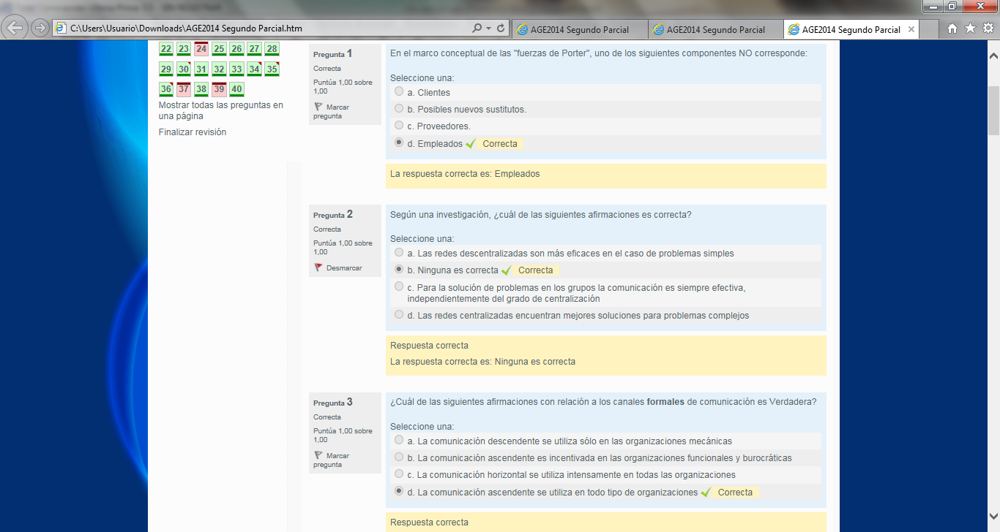 C:\Users\Usuario\Downloads\AGE2014 Segundo Parcial.htm
AGE2014 Segundo Parcial
AGE2014 Segundo Parcial
AGE2014 Segundo Parcial
22 23 24 25 26 27 28
29 30 31 32 33 34 35
36 37 38 39 40
Mostrar todas las preguntas en
una página
Finalizar revisión
Pregunta 1
Correcta
Puntúa 1,00 sobre
1,00
Marcar
pregunta
En el marco conceptual de las "fuerzas de Porter", uno de los siguientes componentes NO corresponde:
Seleccione una:
a. Clientes
b. Posibles nuevos sustitutos.
c. Proveedores.
d. Empleados Correcta
La respuesta correcta es: Empleados
Pregunta 2
Correcta
Puntúa 1,00 sobre
1,00
Desmarcar
Según una investigación, ¿cuál de las siguientes afirmaciones es correcta?
Seleccione una:
a. Las redes descentralizadas son más eficaces en el caso de problemas simples
b. Ninguna es correcta Correcta
c. Para la solución de problemas en los grupos la comunicación es siempre efectiva,
independientemente del grado de centralización
d. Las redes centralizadas encuentran mejores soluciones para problemas complejos
Respuesta correcta
La respuesta correcta es: Ninguna es correcta
Pregunta 3
Correcta
Puntúa 1,00 sobre
1,00
Marcar
pregunta
¿Cuál de las siguientes afirmaciones con relación a los canales formales de comunicación es Verdadera?
Seleccione una:
a. La comunicación descendente se utiliza sólo en las organizaciones mecánicas
b. La comunicación ascendente es incentivada en las organizaciones funcionales y burocráticas
c. La comunicación horizontal se utiliza intensamente en todas las organizaciones
d. La comunicación ascendente se utiliza en todo tipo de organizaciones Correcta
Respuesta correcta